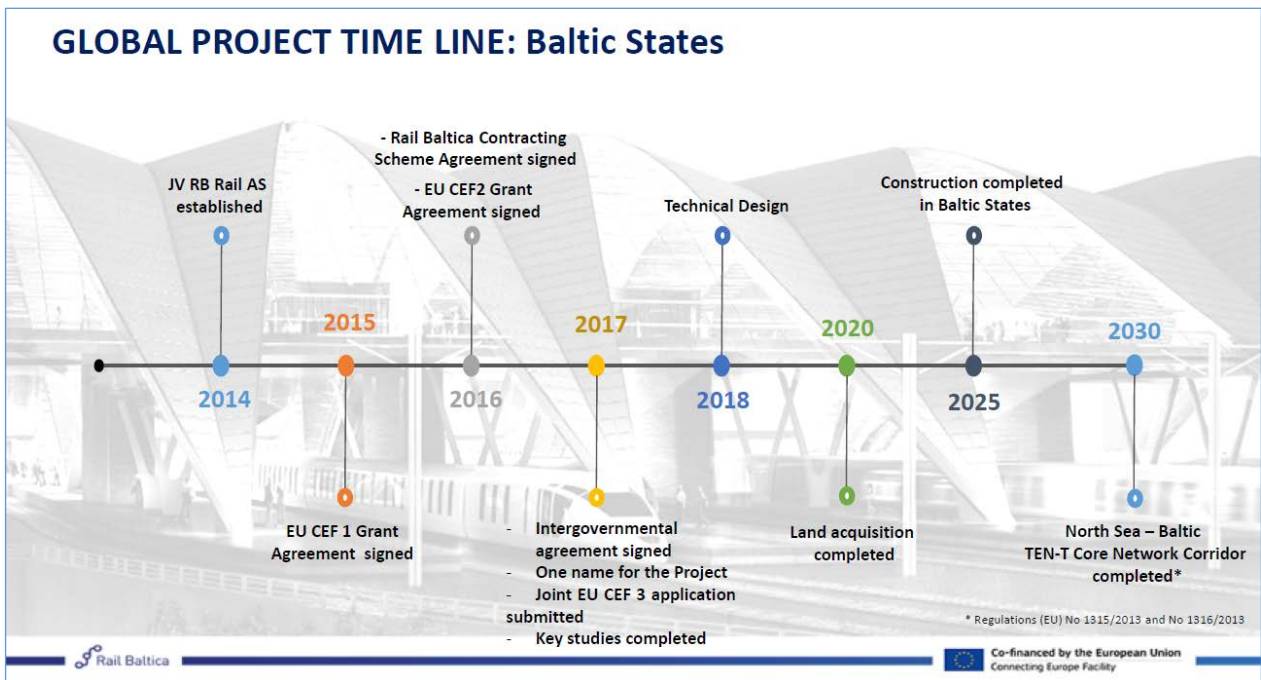 GLOBAL PROJECT TIME LINE: Baltic States
JV RB Rail AS
established
- Rail Baltica Contracting
Scheme Agreement signed
- EU CEF2 Grant
Agreement signed
Technical Design
Construction completed
in Baltic States
2015
2017
2020
2030
2014
2016
2018
2025
EU CEF 1 Grant
Agreement signed
- Intergovernmental
agreement signed
- One name for the Project
- Joint EU CEF 3 application
submitted
- Key studies completed
Land acquisition
completed
North Sea – Baltic
TEN-T Core Network Corridor
completed*
* Regulations (EU) No 1315/2013 and No 1316/2013
Rail Baltica
Co-financed by the European Union
Connecting Europe Facility